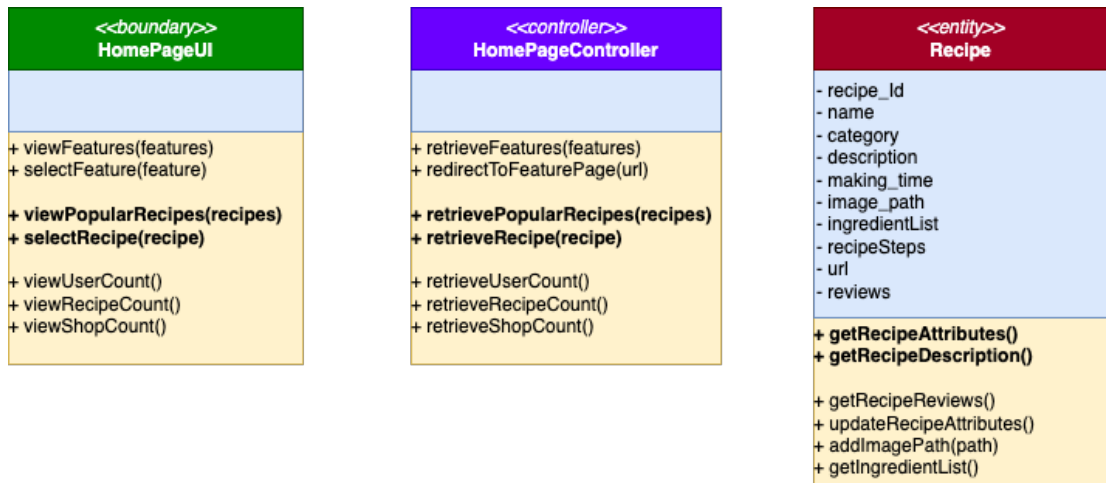 <<boundary>>
HomePageUI
+ viewFeatures(features)
+ selectFeature(feature)
+ viewPopularRecipes(recipes)
+ selectRecipe(recipe)
+ viewUserCount()
+ viewRecipeCount()
+ viewShopCount()
<<controller>>
HomePageController
+ retrieveFeatures(features)
+ redirectToFeaturePage(url)
+ retrievePopularRecipes(recipes)
+ retrieveRecipe(recipe)
+ retrieveUserCount()
+ retrieveRecipeCount()
+ retrieveShopCount()
<<entity>>
Recipe
- recipe_Id
- name
- category
- description
- making_time
- image_path
- ingredientList
- recipeSteps
- url
- reviews
+ getRecipeAttributes()
+ getRecipeDescription()
+ getRecipeReviews()
+ updateRecipeAttributes()
+ addImagePath(path)
+ getIngredientList()